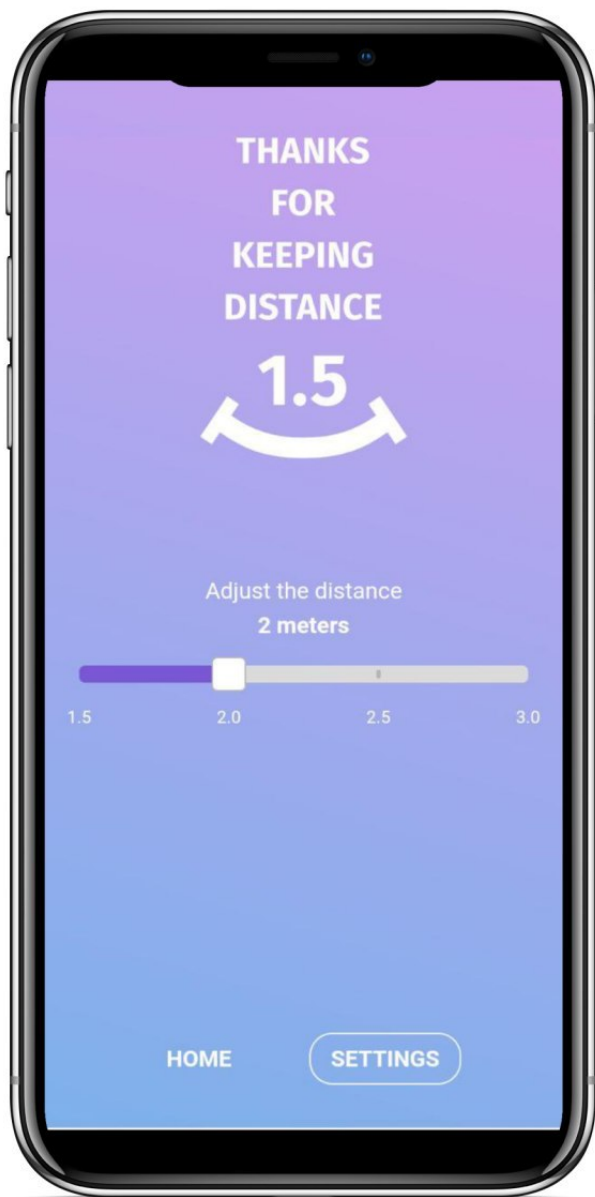 THANKS
FOR
KEEPING
DISTANCE
1.5
Adjust the distance
2 meters
1.5 2.0 2.5 3.0
HOME SETTINGS